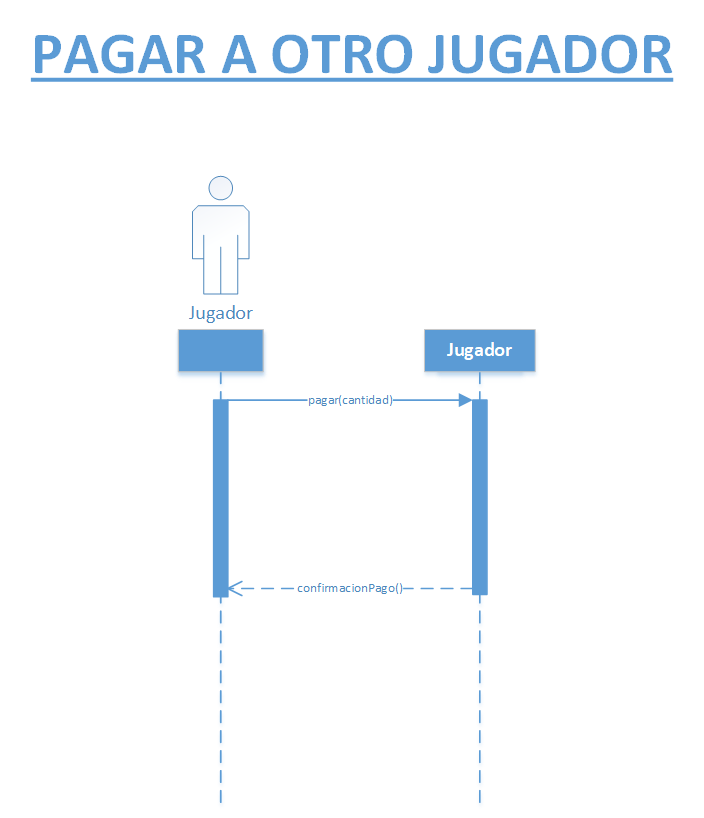 PAGAR A OTRO JUGADOR
Jugador
Jugador
pagar(cantidad)
confirmacionPago()